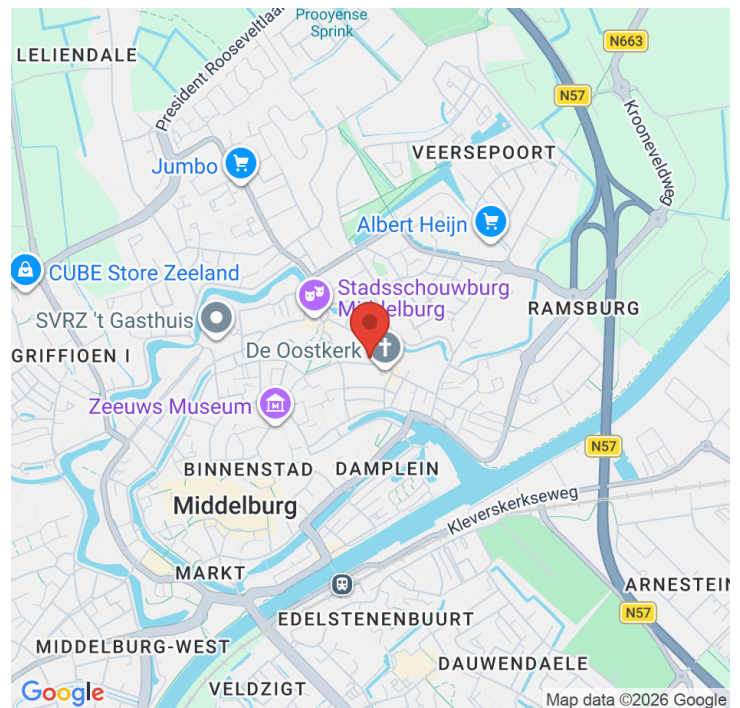 Prooyense
Sprink
LELIENDALE
President Rooseveltlaan
N663
N57
Krooneveldweg
VEERSEPOORT
Jumbo
Albert Heijn
CUBE Store Zeeland
Stadsschouwburg
Middelburg
SVRZ 't Gasthuis
RAMSBURG
GRIFFIOEN I
De Oostkerk
Zeeuws Museum
N57
BINNENSTAD
DAMPLEIN
Middelburg
Kleverskerkseweg
MARKT
ARNESTEIN
EDELSTENENBUURT
N57
MIDDELBURG-WEST
DAUWENDAELE
VELDZIGT
Google
Map data ©2026 Google